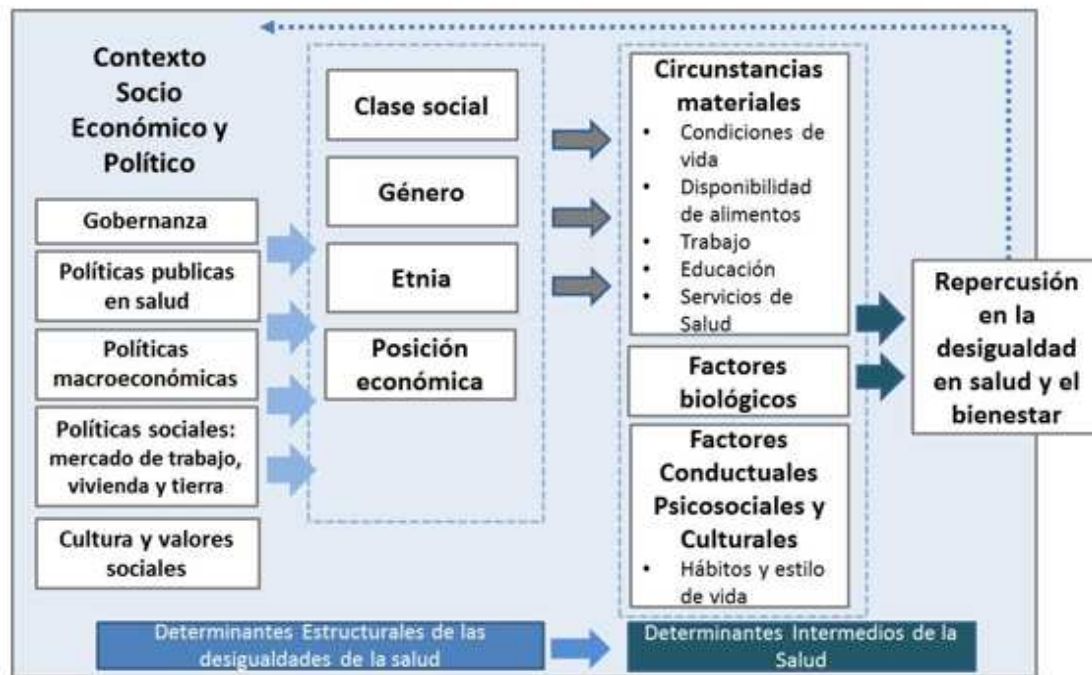 Contexto
Socio
Económico y
Político
Gobernanza
Políticas publicas
en salud
Políticas
macroeconómicas
Políticas sociales:
mercado de trabajo,
vivienda y tierra
Cultura y valores
sociales
Clase social
Género
Etnia
Posición
económica
Circunstancias
materiales
• Condiciones de
vida
• Disponibilidad
de alimentos
• Trabajo
• Educación
• Servicios de
Salud
Factores
biológicos
Factores
Conductuales
Psicosociales y
Culturales
• Hábitos y estilo
de vida
Repercusión
en la
desigualdad
en salud y el
bienestar
Determinantes Estructurales de las
desigualdades de la salud
Determinantes Intermedios de la
Salud